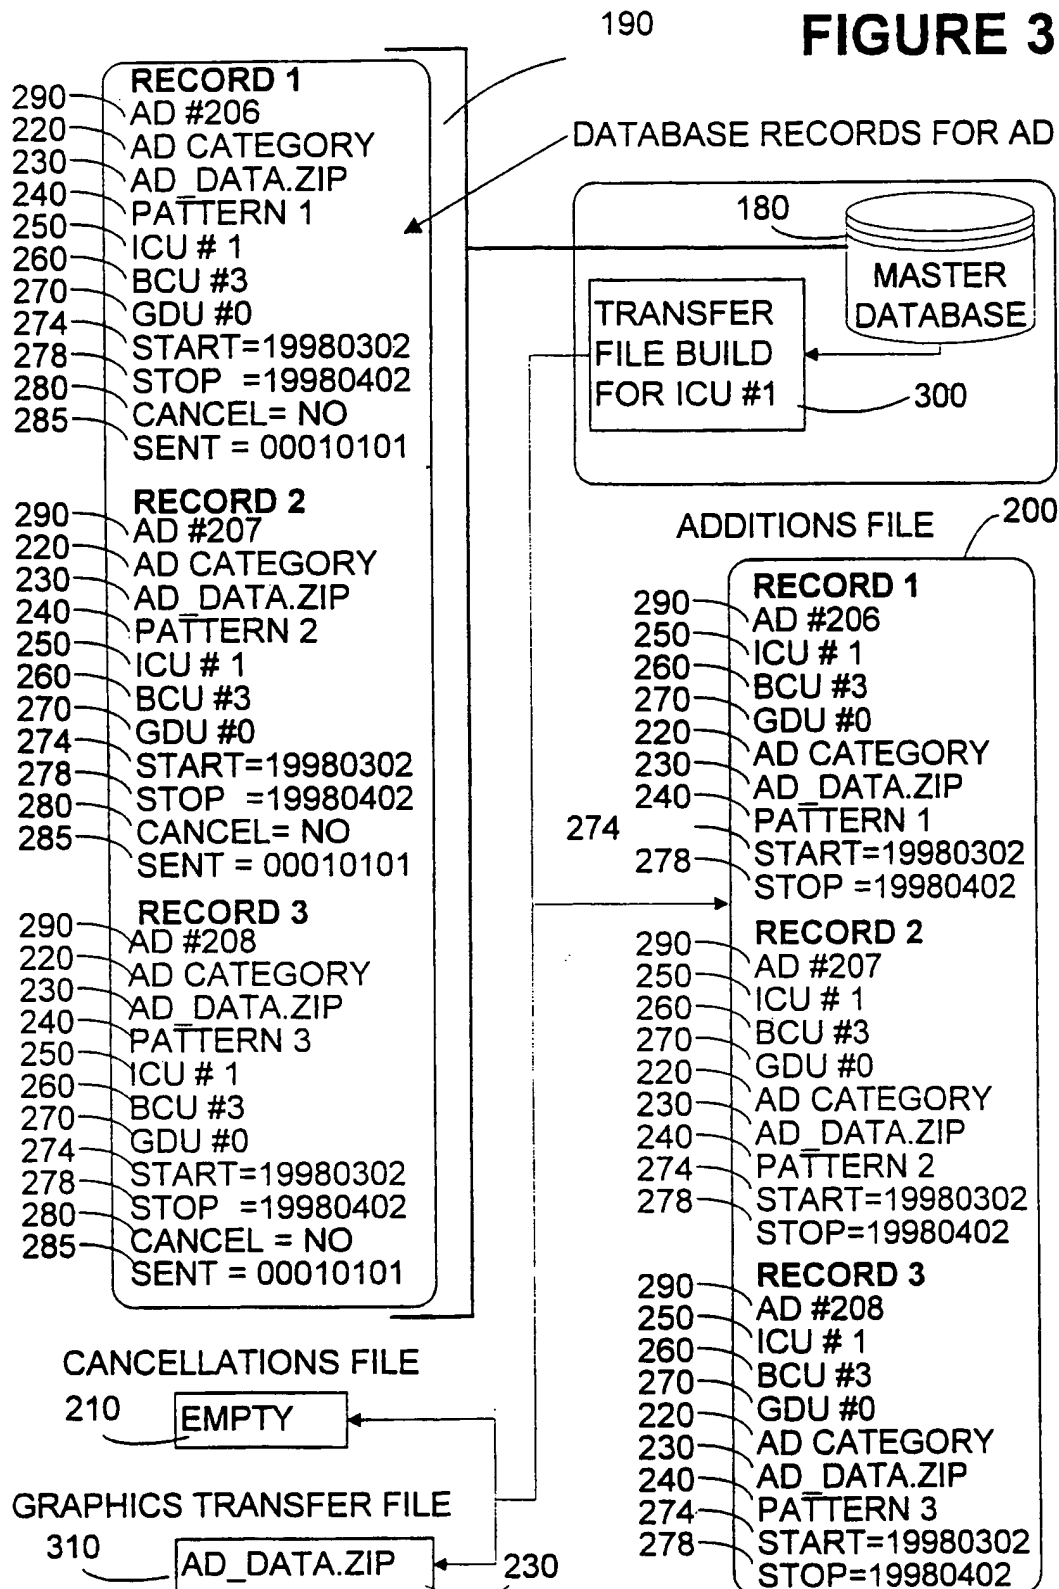 190
FIGURE 3
RECORD 1
290 AD #206
220 AD CATEGORY
230 AD_DATA.ZIP
240 PATTERN 1
250 ICU # 1
260 BCU #3
270 GDU #0
274 START=19980302
278 STOP =19980402
280 CANCEL= NO
285 SENT = 00010101
RECORD 2
290 AD #207
220 AD CATEGORY
230 AD_DATA.ZIP
240 PATTERN 2
250 ICU # 1
260 BCU #3
270 GDU #0
274 START=19980302
278 STOP =19980402
280 CANCEL= NO
285 SENT = 00010101
RECORD 3
290 AD #208
220 AD CATEGORY
230 AD_DATA.ZIP
240 PATTERN 3
250 ICU # 1
260 BCU #3
270 GDU #0
274 START=19980302
278 STOP =19980402
280 CANCEL = NO
285 SENT = 00010101
DATABASE RECORDS FOR AD
180
MASTER
DATABASE
TRANSFER
FILE BUILD
FOR ICU #1
300
ADDITIONS FILE
200
RECORD 1
290 AD #206
250 ICU # 1
260 BCU #3
270 GDU #0
220 AD CATEGORY
230 AD_DATA.ZIP
240 PATTERN 1
274 START=19980302
278 STOP =19980402
RECORD 2
290 AD #207
250 ICU # 1
260 BCU #3
270 GDU #0
220 AD CATEGORY
230 AD_DATA.ZIP
240 PATTERN 2
274 START=19980302
278 STOP=19980402
RECORD 3
290 AD #208
250 ICU # 1
260 BCU #3
270 GDU #0
220 AD CATEGORY
230 AD_DATA.ZIP
240 PATTERN 3
274 START=19980302
278 STOP=19980402
CANCELLATIONS FILE
210 EMPTY
GRAPHICS TRANSFER FILE
310 AD_DATA.ZIP 230